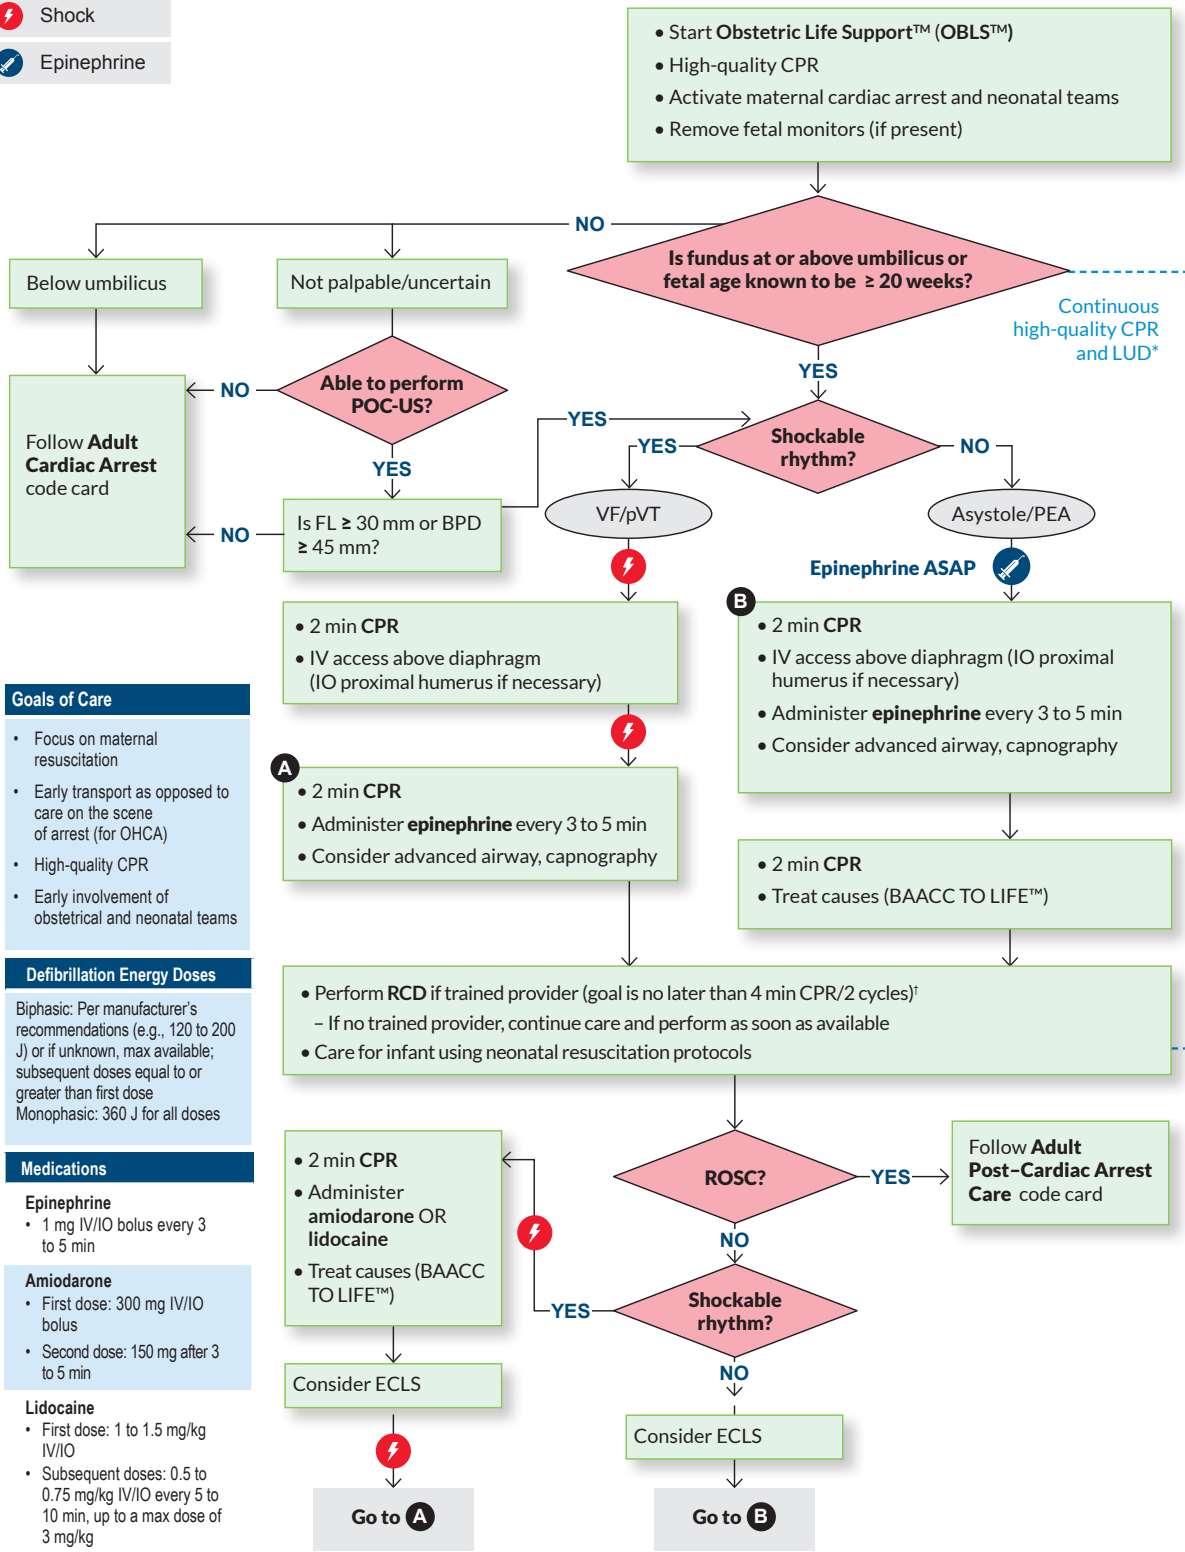 Shock
Epinephrine
• Start Obstetric Life Support™ (OBLS™)
• High-quality CPR
• Activate maternal cardiac arrest and neonatal teams
• Remove fetal monitors (if present)
NO
Is fundus at or above umbilicus or
fetal age known to be ≥ 20 weeks?
Below umbilicus
Not palpable/uncertain
Continuous
high-quality CPR
and LUD*
YES
Able to perform
POC-US?
NO
YES
Shockable
rhythm?
YES
NO
Follow Adult
Cardiac Arrest
code card
YES
Is FL ≥ 30 mm or BPD
≥ 45 mm?
NO
VF/pVT
Asystole/PEA
Epinephrine ASAP
• 2 min CPR
• IV access above diaphragm
(IO proximal humerus if necessary)
B
• 2 min CPR
• IV access above diaphragm (IO proximal
humerus if necessary)
• Administer epinephrine every 3 to 5 min
• Consider advanced airway, capnography
A
• 2 min CPR
• Administer epinephrine every 3 to 5 min
• Consider advanced airway, capnography
• 2 min CPR
• Treat causes (BAACC TO LIFE™)
• Perform RCD if trained provider (goal is no later than 4 min CPR/2 cycles)†
– If no trained provider, continue care and perform as soon as available
• Care for infant using neonatal resuscitation protocols
ROSC?
YES
Follow Adult
Post–Cardiac Arrest
Care code card
NO
Shockable
rhythm?
YES
• 2 min CPR
• Administer
amiodarone OR
lidocaine
• Treat causes (BAACC
TO LIFE™)
Consider ECLS
Go to A
NO
Consider ECLS
Go to B
Goals of Care
• Focus on maternal
resuscitation
• Early transport as opposed to
care on the scene
of arrest (for OHCA)
• High-quality CPR
• Early involvement of
obstetrical and neonatal teams
Defibrillation Energy Doses
Biphasic: Per manufacturer's
recommendations (e.g., 120 to 200
J) or if unknown, max available;
subsequent doses equal to or
greater than first dose
Monophasic: 360 J for all doses
Medications
Epinephrine
• 1 mg IV/IO bolus every 3
to 5 min
Amiodarone
• First dose: 300 mg IV/IO
bolus
• Second dose: 150 mg after 3
to 5 min
Lidocaine
• First dose: 1 to 1.5 mg/kg
IV/IO
• Subsequent doses: 0.5 to
0.75 mg/kg IV/IO every 5 to
10 min, up to a max dose of
3 mg/kg